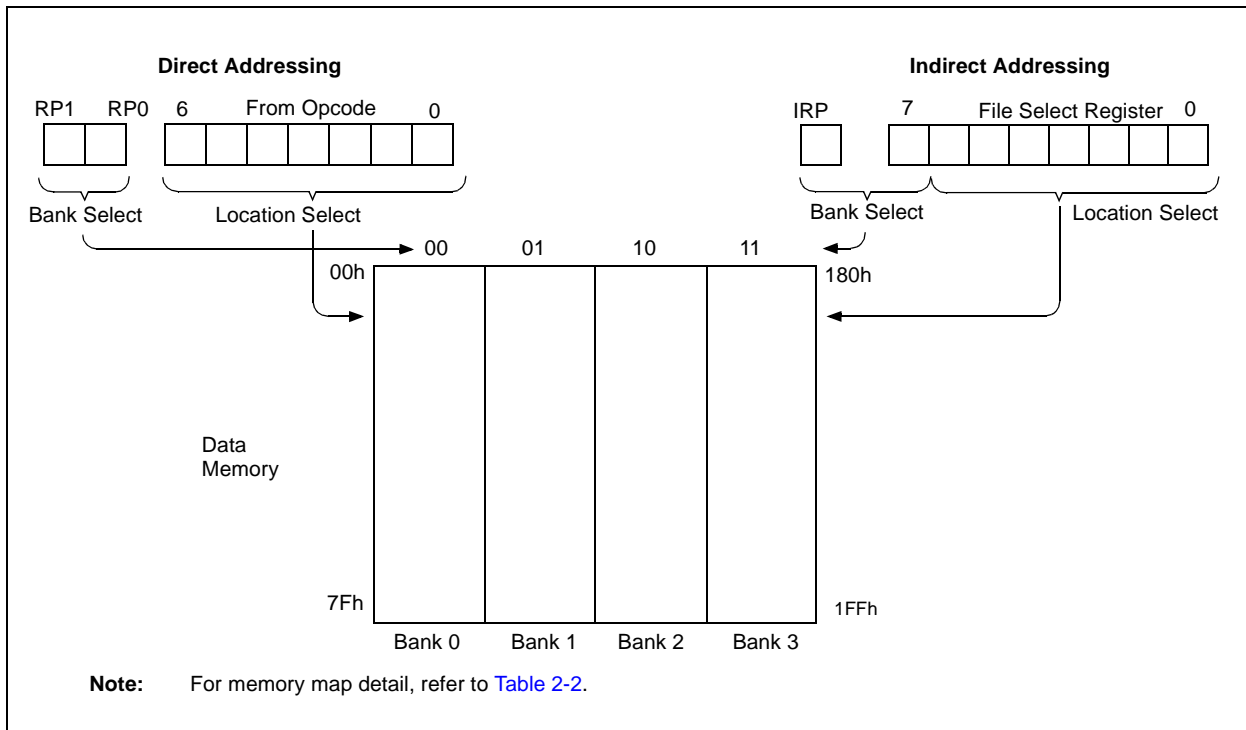 Direct Addressing
Indirect Addressing
RP1 RP0 6 From Opcode 0
IRP 7 File Select Register 0
Bank Select Location Select
Bank Select Location Select
00 01 10 11
00h
180h
Data
Memory
7Fh
1FFh
Bank 0 Bank 1 Bank 2 Bank 3
Note: For memory map detail, refer to Table 2-2.